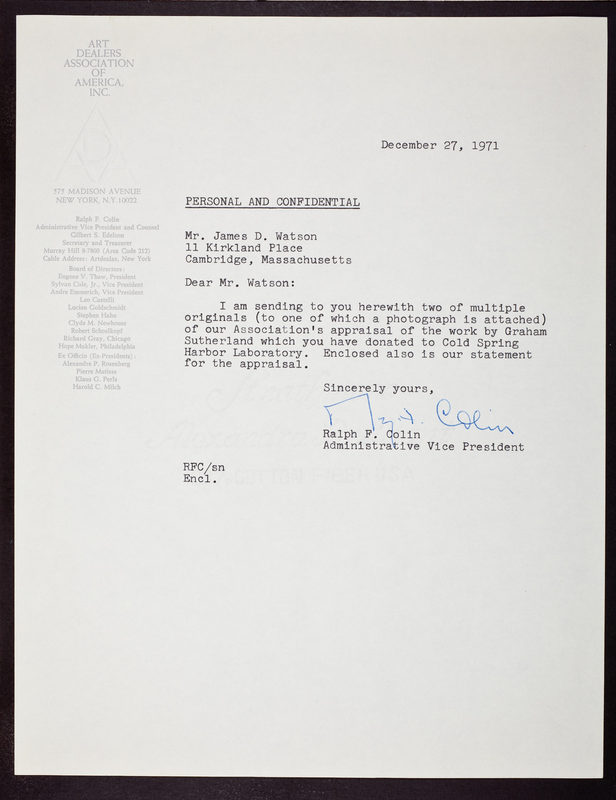 ART
DEALERS
ASSOCIATION
OF
AMERICA,
INC.
575 MADISON AVENUE
NEW YORK, N.Y. 10022
Ralph F. Colin
Administrative Vice President and Counsel
Gilbert S. Edelson
Secretary and Treasurer
Murray Hill 8-7800 (Area Code 212)
Cable Address: Artdealas, New York
Board of Directors:
Eugene V. Thaw, President
Sylvan Cole, Jr., Vice President
Andre Emmerich, Vice President
Leo Castelli
Lucien Goldschmidt
Stephen Hahn
Clyde M. Newhouse
Robert Schoelkopf
Richard Gray, Chicago
Hope Makler, Philadelphia
Ex Officio (Ex-Presidents):
Alexandre P. Rosenberg
Pierre Matisse
Klaus G. Perls
Harold C. Milch
December 27, 1971
PERSONAL AND CONFIDENTIAL
Mr. James D. Watson
11 Kirkland Place
Cambridge, Massachusetts
Dear Mr. Watson:
I am sending to you herewith two of multiple
originals (to one of which a photograph is attached)
of our Association's appraisal of the work by Graham
Sutherland which you have donated to Cold Spring
Harbor Laboratory. Enclosed also is our statement
for the appraisal.
Sincerely yours,
Colin
Ralph F. Colin
Administrative Vice President
RFC/sn
Encl.
COTTON FIBER USA